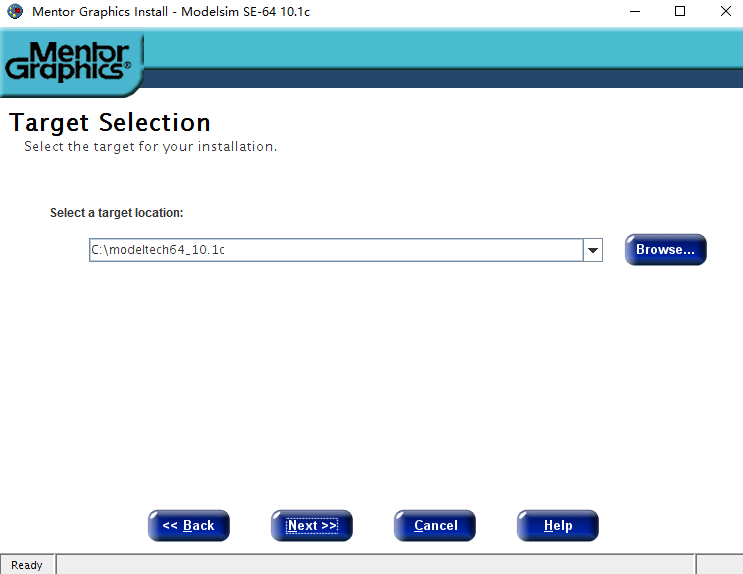 Mentor Graphics Install - Modelsim SE-64 10.1c
Mentor
Graphics®
Target Selection
Select the target for your installation.
Select a target location:
C:\modeltech64_10.1c
Browse...
<< Back
Next >>
Cancel
Help
Ready